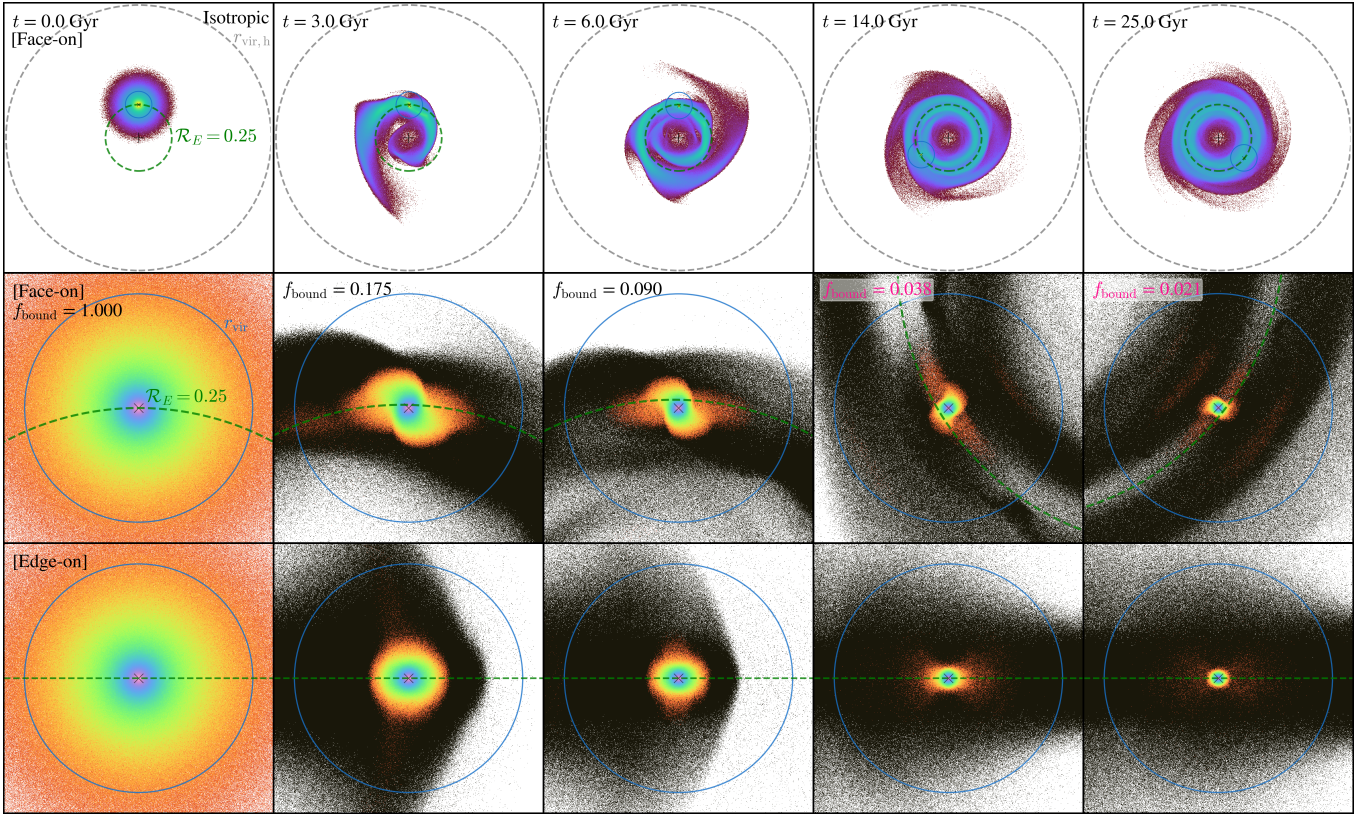 t = 0.0 Gyr
Isotropic
[Face-on]
r_vir,h
ℛ_E = 0.25
t = 3.0 Gyr
t = 6.0 Gyr
t = 14.0 Gyr
t = 25.0 Gyr
[Face-on]
f_bound = 1.000
r_vir
ℛ_E = 0.25
f_bound = 0.175
f_bound = 0.090
f_bound = 0.038
f_bound = 0.021
[Edge-on]